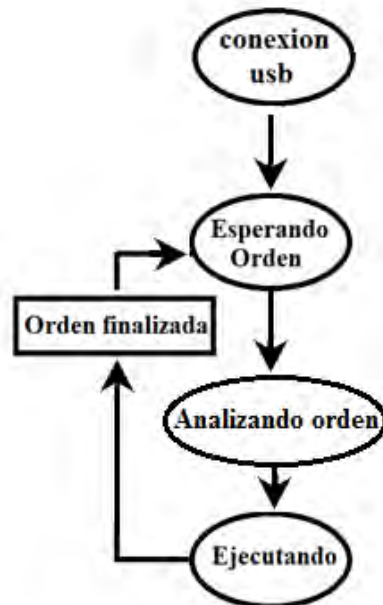 conexion
usb
Esperando
Orden
Orden finalizada
Analizando orden
Ejecutando